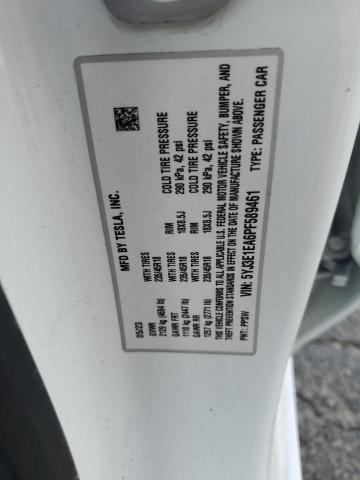 MFD BY TESLA, INC.
05/23
GVWR
2129 kg (4694 lb)
GAWR FRT WITH TIRES RIM COLD TIRE PRESSURE
1110 kg (2447 lb) 235/45R18 18X8.5J 290 kPa, 42 psi
GAWR RR WITH TIRES RIM COLD TIRE PRESSURE
1257 kg (2771 lb) 235/45R18 18X8.5J 290 kPa, 42 psi
THIS VEHICLE CONFORMS TO ALL APPLICABLE U.S. FEDERAL MOTOR VEHICLE SAFETY, BUMPER, AND
THEFT PREVENTION STANDARDS IN EFFECT ON THE DATE OF MANUFACTURE SHOWN ABOVE.
VIN: 5YJ3E1EA6PF589461 TYPE: PASSENGER CAR
PNT: PPSW